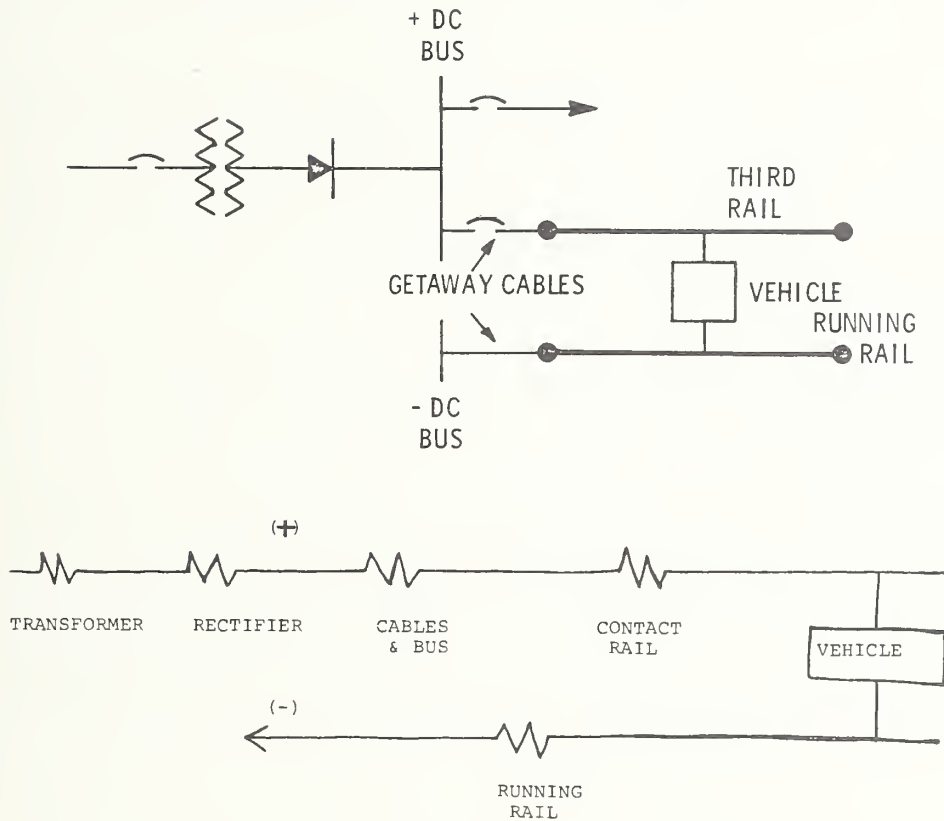 + DC
BUS
THIRD
RAIL
GETAWAY CABLES
VEHICLE
RUNNING
RAIL
- DC
BUS
(+)
TRANSFORMER
RECTIFIER
CABLES
& BUS
CONTACT
RAIL
VEHICLE
(-)
RUNNING
RAIL